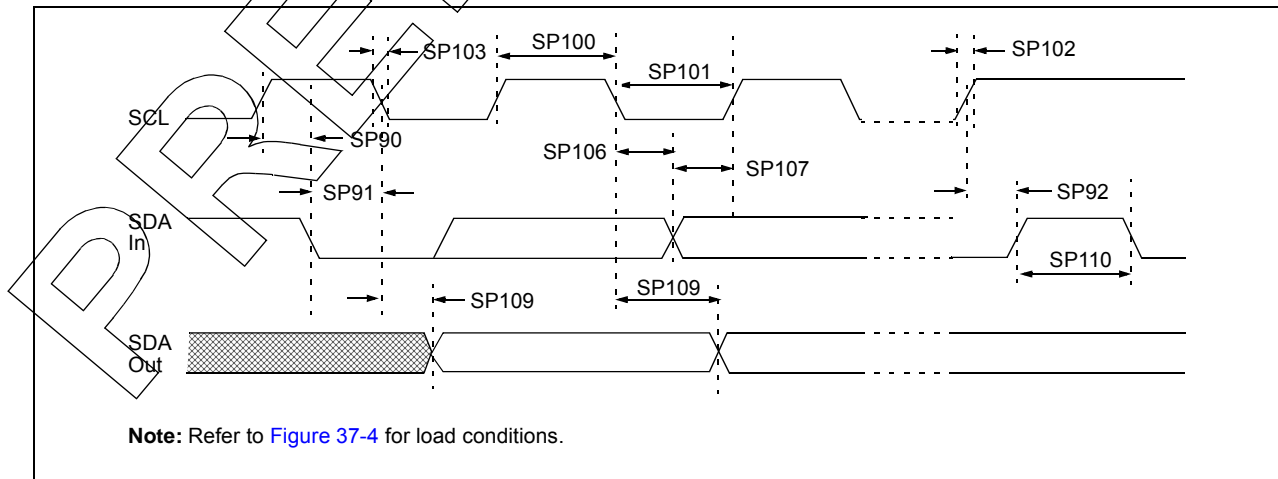 SP103
SP100
SP102
SP101
SCL
SP90
SP106
SP107
SP91
SP92
SDA
In
SP110
SP109
SP109
SDA
Out
Note: Refer to Figure 37-4 for load conditions.